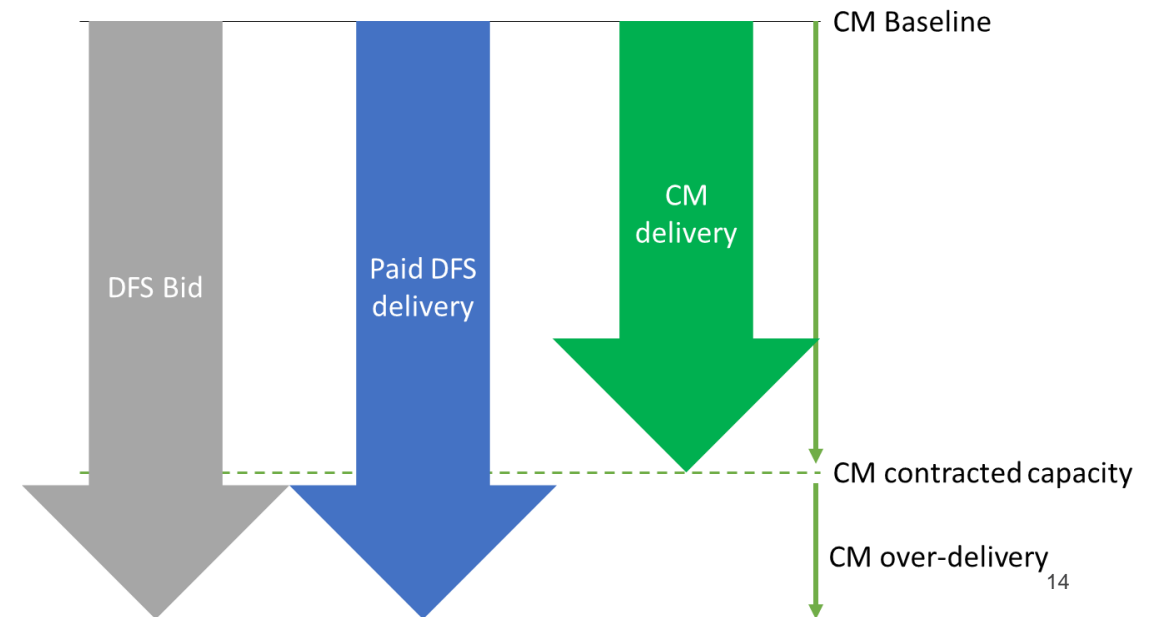 CM Baseline
CM
delivery
DFS Bid
Paid DFS
delivery
CM contracted capacity
CM over-delivery
14